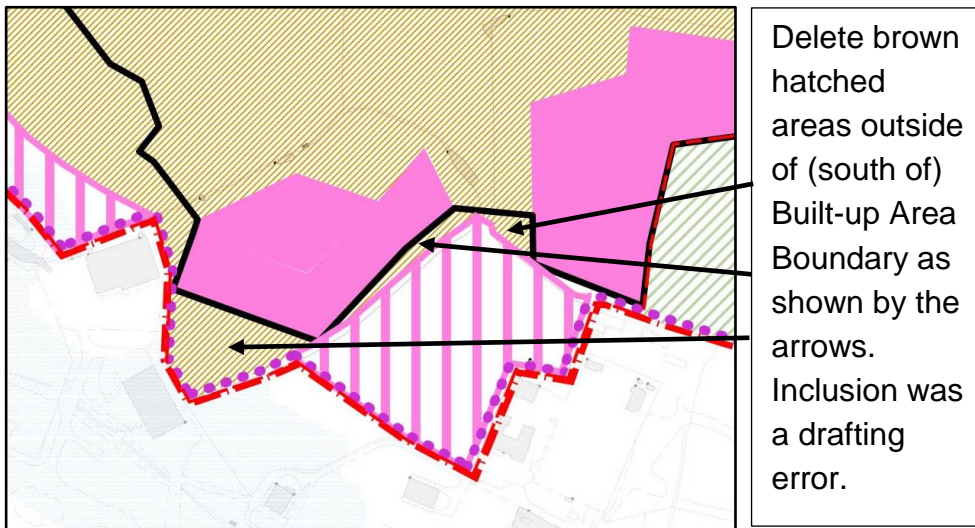 Delete brown
hatched
areas outside
of (south of)
Built-up Area
Boundary as
shown by the
arrows.
Inclusion was
a drafting
error.